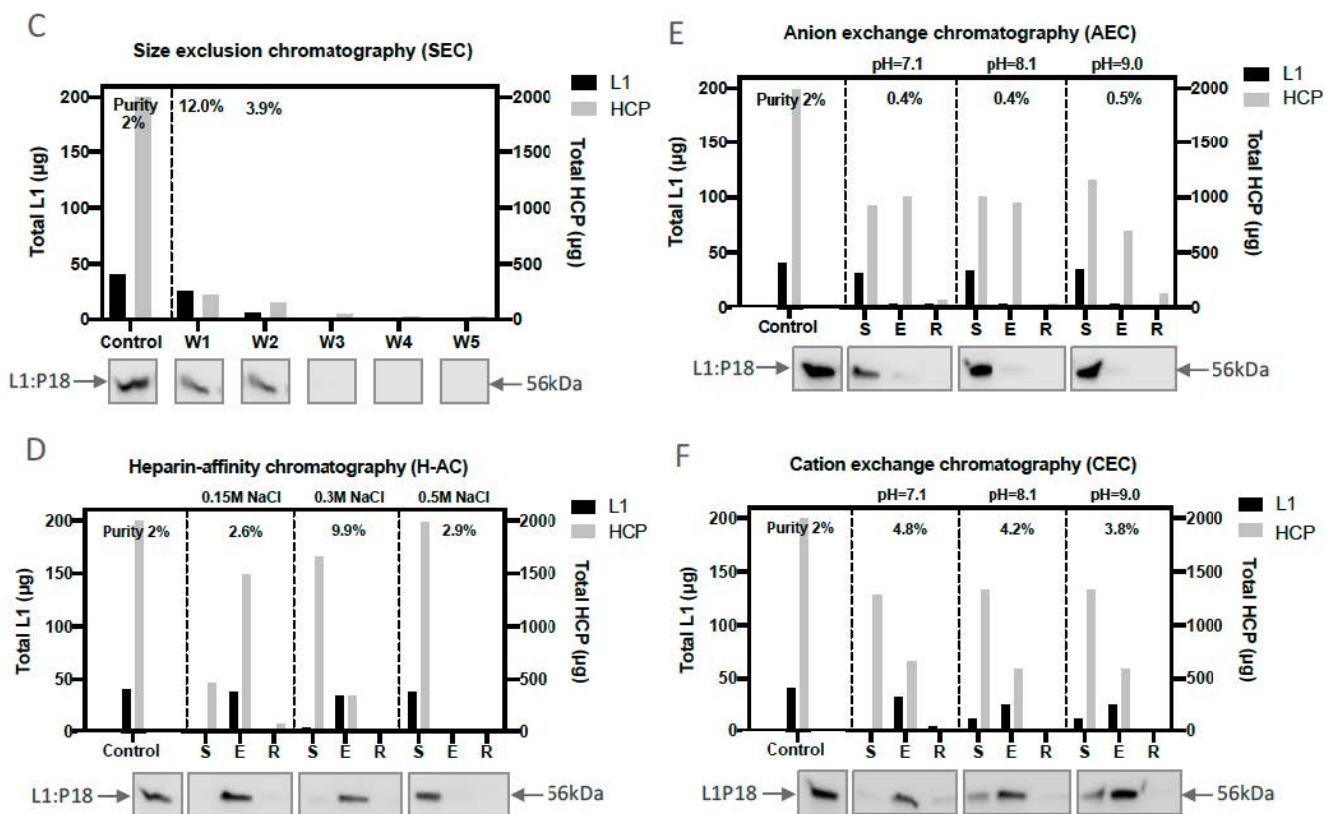 C
Size exclusion chromatography (SEC)
L1
HCP
Purity
2%
12.0%
3.9%
200
150
100
50
0
Total L1 (µg)
2000
1500
1000
500
0
Total HCP (µg)
Control W1 W2 W3 W4 W5
L1:P18
56kDa
E
Anion exchange chromatography (AEC)
pH=7.1 pH=8.1 pH=9.0
L1
HCP
Purity 2% 0.4% 0.4% 0.5%
200
150
100
50
0
Total L1 (µg)
2000
1500
1000
500
0
Total HCP (µg)
Control S E R S E R S E R
L1:P18
56kDa
D
Heparin-affinity chromatography (H-AC)
0.15M NaCl 0.3M NaCl 0.5M NaCl
L1
HCP
Purity 2% 2.6% 9.9% 2.9%
200
150
100
50
0
Total L1 (µg)
2000
1500
1000
500
0
Total HCP (µg)
Control S E R S E R S E R
L1:P18
56kDa
F
Cation exchange chromatography (CEC)
pH=7.1 pH=8.1 pH=9.0
L1
HCP
Purity 2% 4.8% 4.2% 3.8%
200
150
100
50
0
Total L1 (µg)
2000
1500
1000
500
0
Total HCP (µg)
Control S E R S E R S E R
L1P18
56kDa